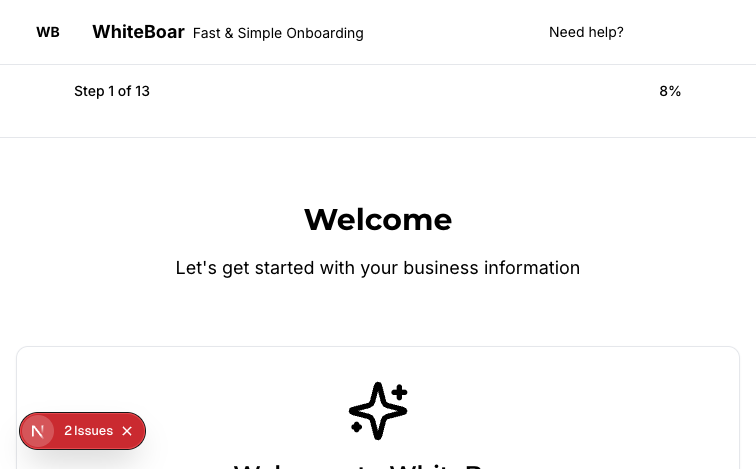 WB WhiteBoar Fast & Simple Onboarding Need help?
Step 1 of 13 8%
Welcome
Let's get started with your business information
N 2 Issues